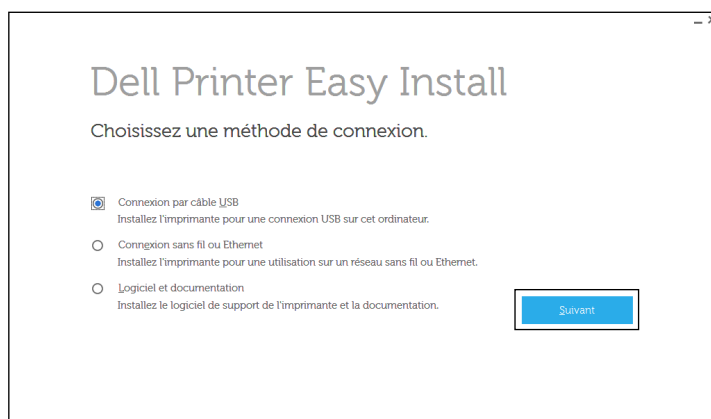 Dell Printer Easy Install
Choisissez une méthode de connexion.
Connexion par câble USB
Installez l'imprimante pour une connexion USB sur cet ordinateur.
Connexion sans fil ou Ethernet
Installez l'imprimante pour une utilisation sur un réseau sans fil ou Ethernet.
Logiciel et documentation
Installez le logiciel de support de l'imprimante et la documentation.
Suivant